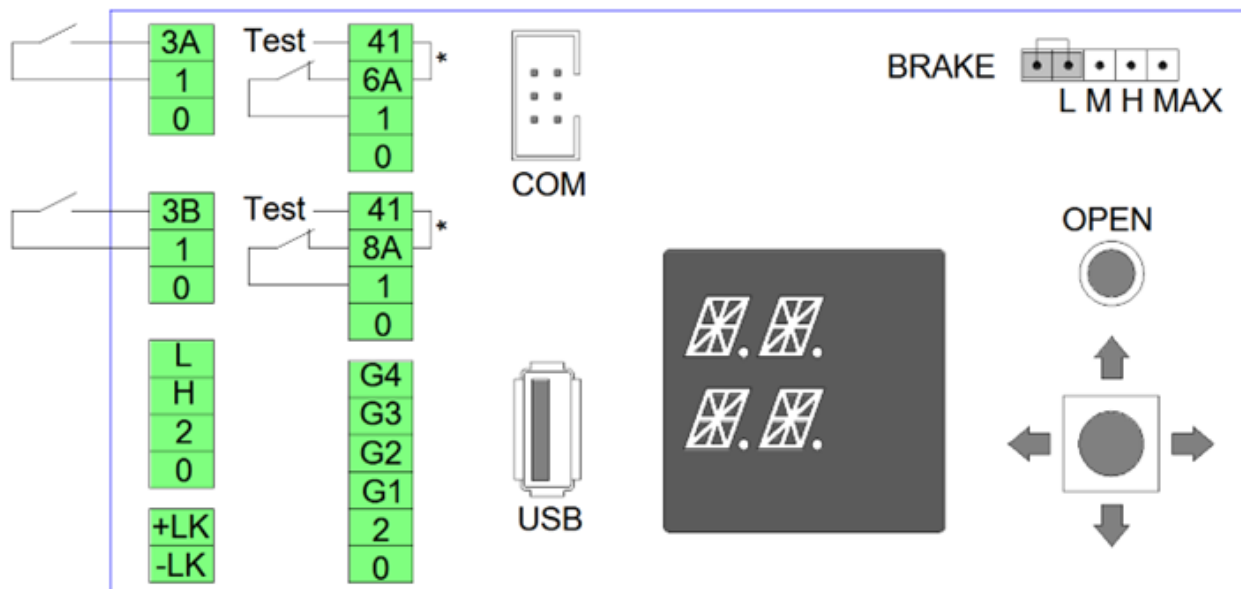 3A
1
0
Test
41
6A
1
0
*
COM
BRAKE
L M H MAX
3B
1
0
Test
41
8A
1
0
*
OPEN
L
H
2
0
G4
G3
G2
G1
2
0
+LK
-LK
USB